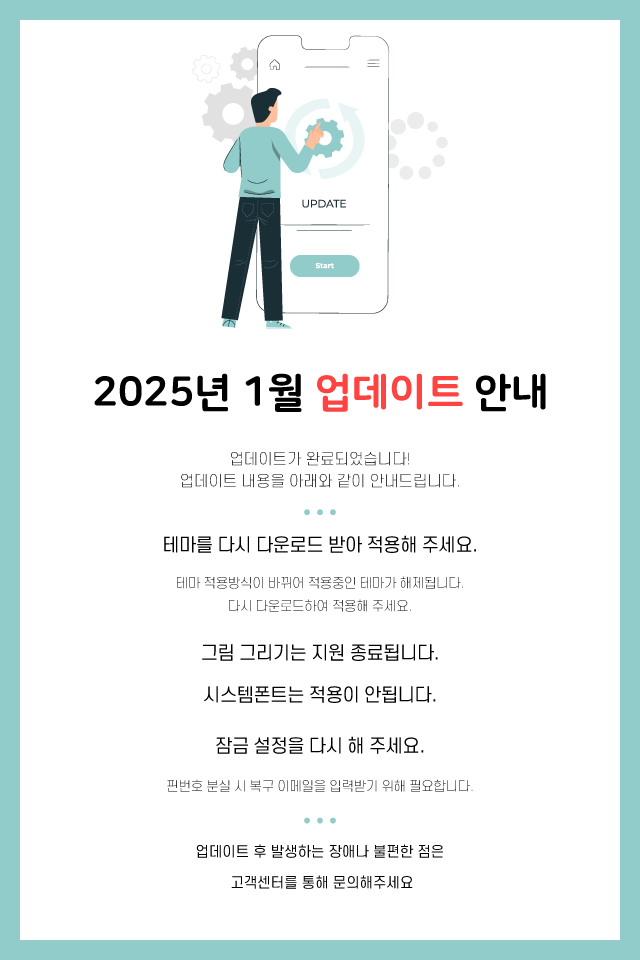 UPDATE
Start
2025년 1월 업데이트 안내
업데이트가 완료되었습니다!
업데이트 내용을 아래와 같이 안내드립니다.
테마를 다시 다운로드 받아 적용해 주세요.
테마 적용방식이 바뀌어 적용중인 테마가 해제됩니다.
다시 다운로드하여 적용해 주세요.
그림 그리기는 지원 종료됩니다.
시스템폰트는 적용이 안됩니다.
잠금 설정을 다시 해 주세요.
핀번호 분실 시 복구 이메일을 입력받기 위해 필요합니다.
업데이트 후 발생하는 장애나 불편한 점은
고객센터를 통해 문의해주세요